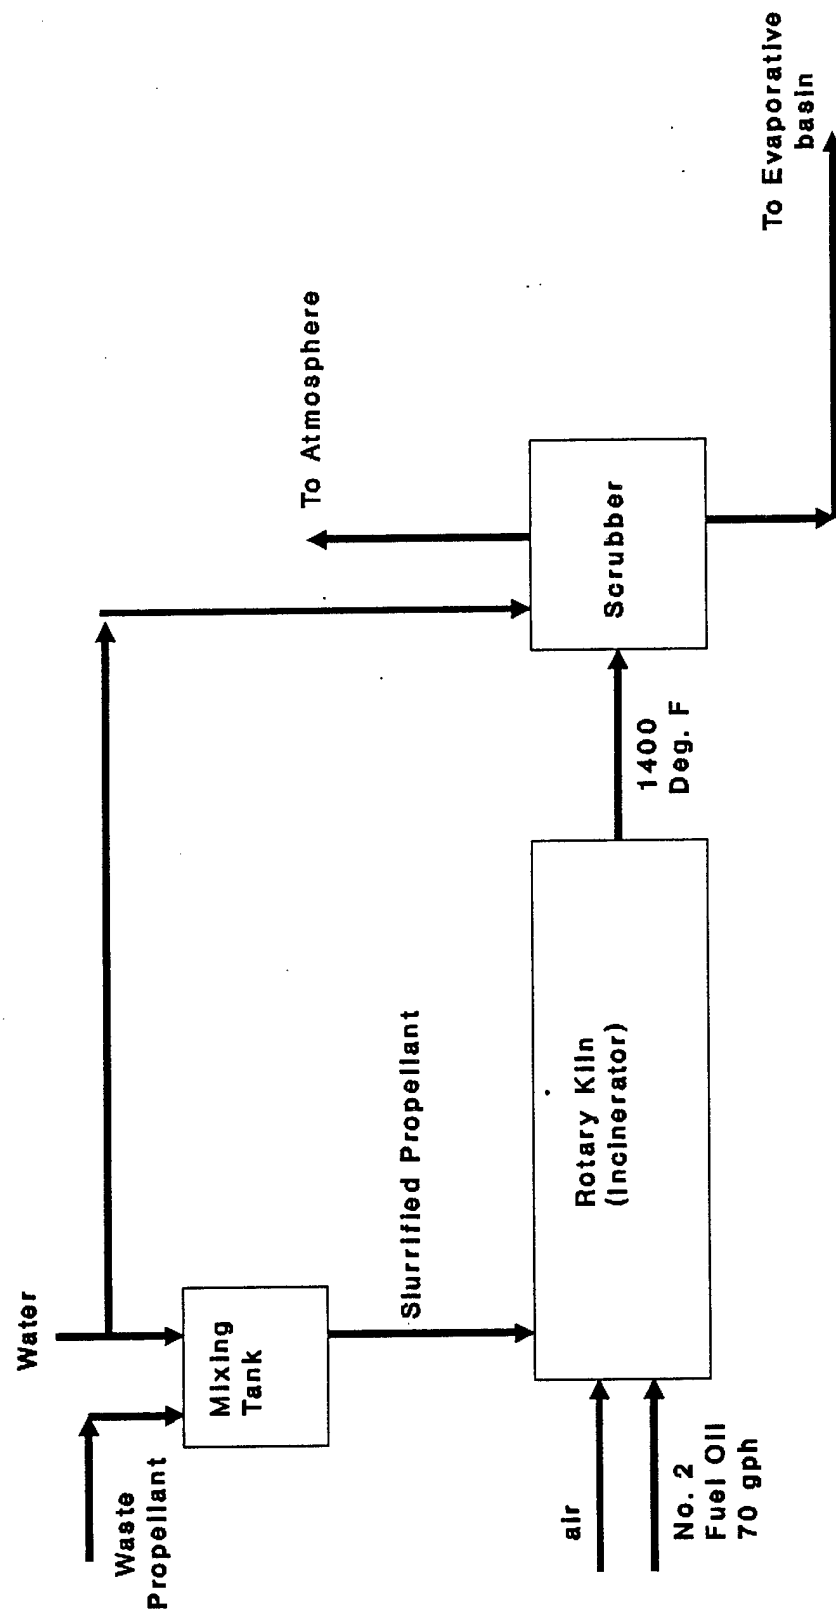 Water
Waste
Propellant
Mixing
Tank
Slurrified Propellant
To Atmosphere
air
No. 2
Fuel Oil
70 gph
Rotary Kiln
(Incinerator)
1400
Deg. F
Scrubber
To Evaporative
basin